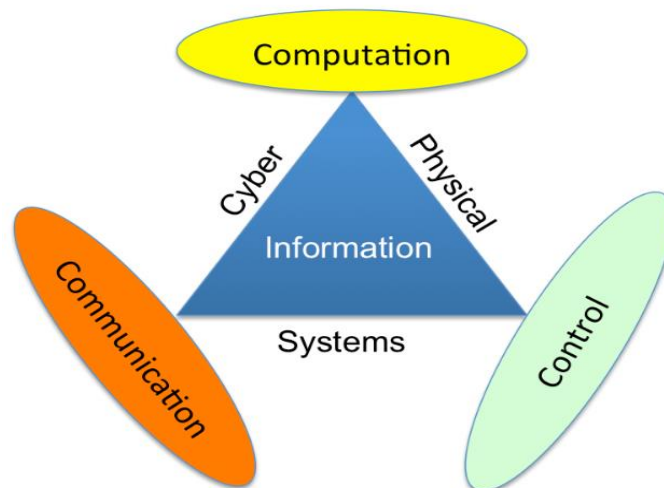 Computation
Cyber
Physical
Information
Communication
Systems
Control